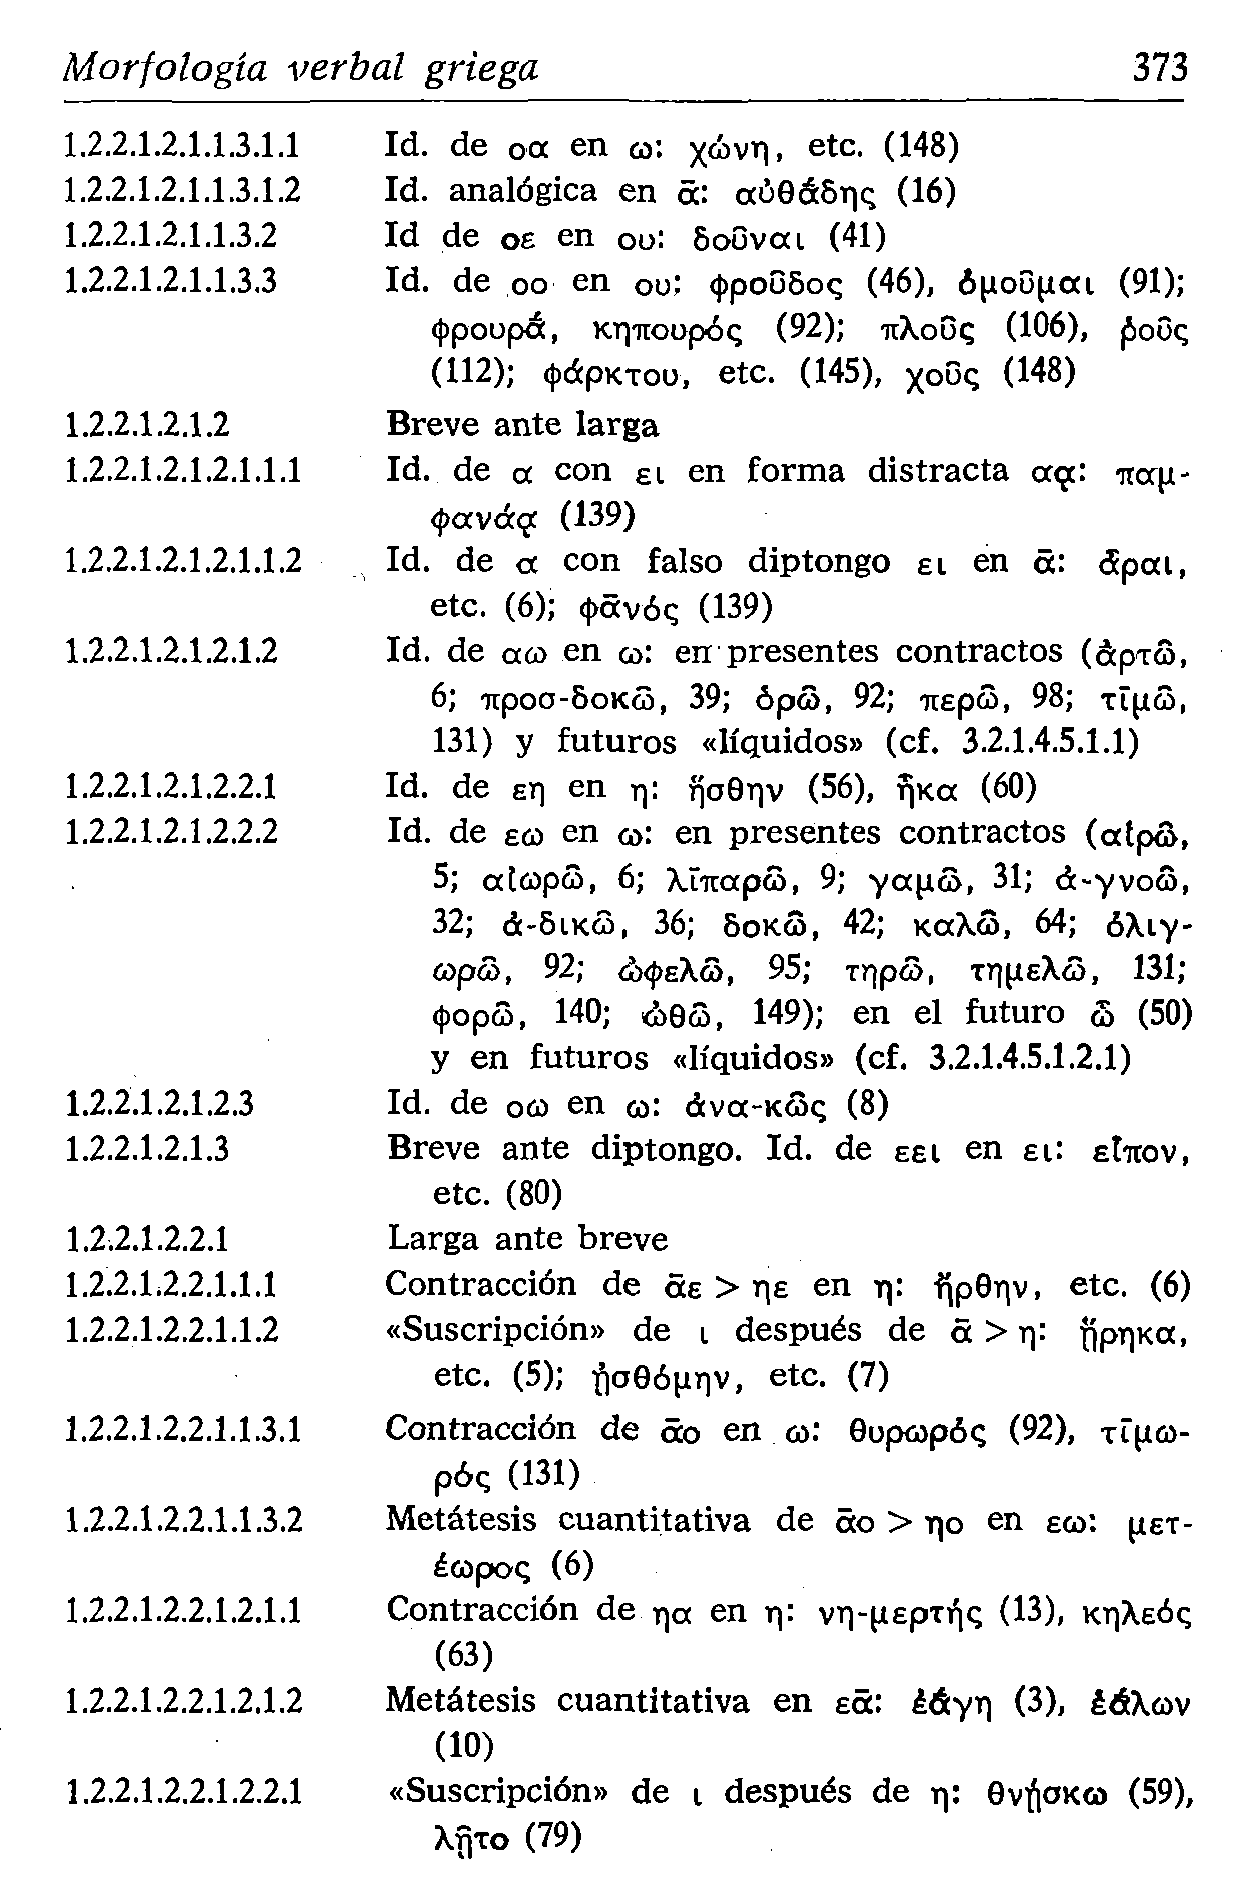 Morfología verbal griega 373
1.2.2.1.2.1.1.3.1.1 Id. de οα en ω: χώνη, etc. (148)
1.2.2.1.2.1.1.3.1.2 Id. analógica en ᾱ: αὐθᾱ́δης (16)
1.2.2.1.2.1.1.3.2 Id de οε en ου: δοῦναι (41)
1.2.2.1.2.1.1.3.3 Id. de οο en ου: φροῦδος (46), ὀμοῦμαι (91);
φρουρᾱ́, κηπουρός (92); πλοῦς (106), ῥοῦς
(112); φάρκτου, etc. (145), χοῦς (148)
1.2.2.1.2.1.2 Breve ante larga
1.2.2.1.2.1.2.1.1.1 Id. de α con ει en forma distracta αᾳ: παμ-
φανάᾳ (139)
1.2.2.1.2.1.2.1.1.2 Id. de α con falso diptongo ει en ᾱ: ἆραι,
etc. (6); φᾱνός (139)
1.2.2.1.2.1.2.1.2 Id. de αω en ω: en presentes contractos (ἀρτῶ,
6; προσ-δοκῶ, 39; ὁρῶ, 92; περῶ, 98; τῑμῶ,
131) y futuros «líquidos» (cf. 3.2.1.4.5.1.1)
1.2.2.1.2.1.2.2.1 Id. de εη en η: ἥσθην (56), ἧκα (60)
1.2.2.1.2.1.2.2.2 Id. de εω en ω: en presentes contractos (αἱρῶ,
5; αἰωρῶ, 6; λῑπαρῶ, 9; γαμῶ, 31; ἀ-γνοῶ,
32; ἀ-δικῶ, 36; δοκῶ, 42; καλῶ, 64; ὀλιγ-
ωρῶ, 92; ὠφελῶ, 95; τηρῶ, τημελῶ, 131;
φορῶ, 140; ὠθῶ, 149); en el futuro ὧ (50)
y en futuros «líquidos» (cf. 3.2.1.4.5.1.2.1)
1.2.2.1.2.1.2.3 Id. de οω en ω: ἀνα-κῶς (8)
1.2.2.1.2.1.3 Breve ante diptongo. Id. de εει en ει: εἶπον,
etc. (80)
1.2.2.1.2.2.1 Larga ante breve
1.2.2.1.2.2.1.1.1 Contracción de ᾱε > ηε en η: ἤρθην, etc. (6)
1.2.2.1.2.2.1.1.2 «Suscripción» de ι después de ᾱ > η: ᾕρηκα,
etc. (5); ᾐσθόμην, etc. (7)
1.2.2.1.2.2.1.1.3.1 Contracción de ᾱο en ω: θυρωρός (92), τῑμω-
ρός (131)
1.2.2.1.2.2.1.1.3.2 Metátesis cuantitativa de ᾱο > ηο en εω: μετ-
έωρος (6)
1.2.2.1.2.2.1.2.1.1 Contracción de ηα en η: νη-μερτής (13), κηλεός
(63)
1.2.2.1.2.2.1.2.1.2 Metátesis cuantitativa en εᾱ: ἐᾱ́γη (3), ἑᾱ́λων
(10)
1.2.2.1.2.2.1.2.2.1 «Suscripción» de ι después de η: θνῄσκω (59),
λῇτο (79)